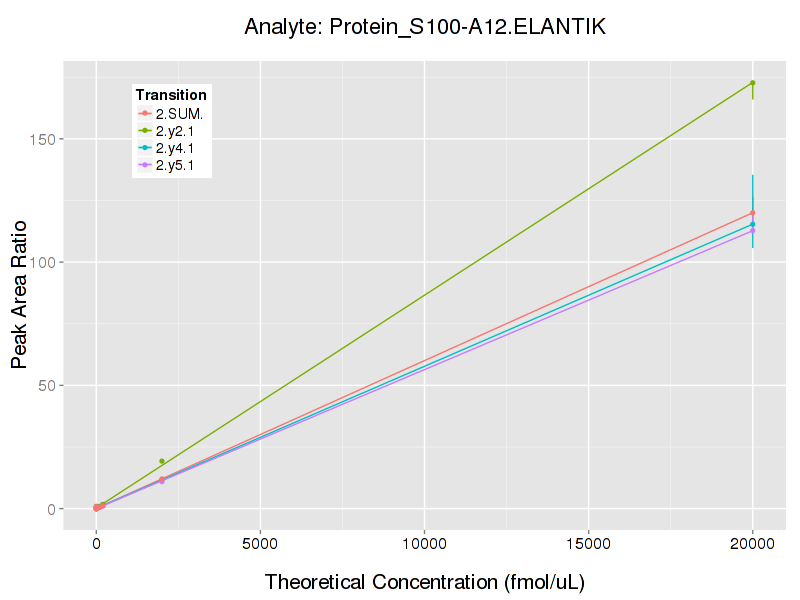 Analyte: Protein_S100-A12.ELANTIK
Transition
2.SUM.
2.y2.1
2.y4.1
2.y5.1
150
100
50
0
Peak Area Ratio
0 5000 10000 15000 20000
Theoretical Concentration (fmol/uL)